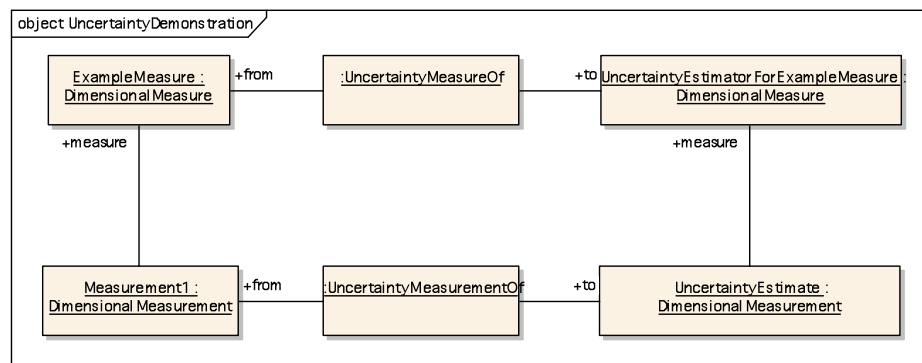 object UncertaintyDemonstration
ExampleMeasure :
DimensionalMeasure
+from
:UncertaintyMeasureOf
+to
UncertaintyEstimatorForExampleMeasure :
DimensionalMeasure
+measure
+measure
Measurement1 :
DimensionalMeasurement
+from
:UncertaintyMeasurementOf
+to
UncertaintyEstimate :
DimensionalMeasurement